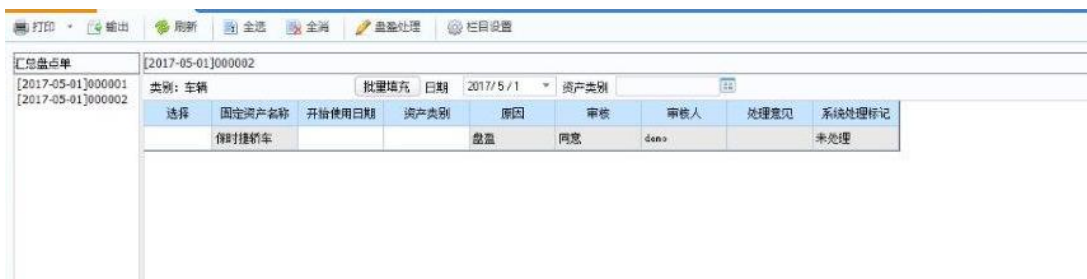 打印 输出 刷新 全选 全消 盘盈处理 栏目设置
汇总盘点单
[2017-05-01]000001
[2017-05-01]000002
[2017-05-01]000002
类别：车辆 批量填充 日期 2017/5/1 资产类别
选择 固定资产名称 开始使用日期 资产类别 原因 审核 审核人 处理意见 系统处理标记
保时捷轿车 盘盈 同意 demo 未处理